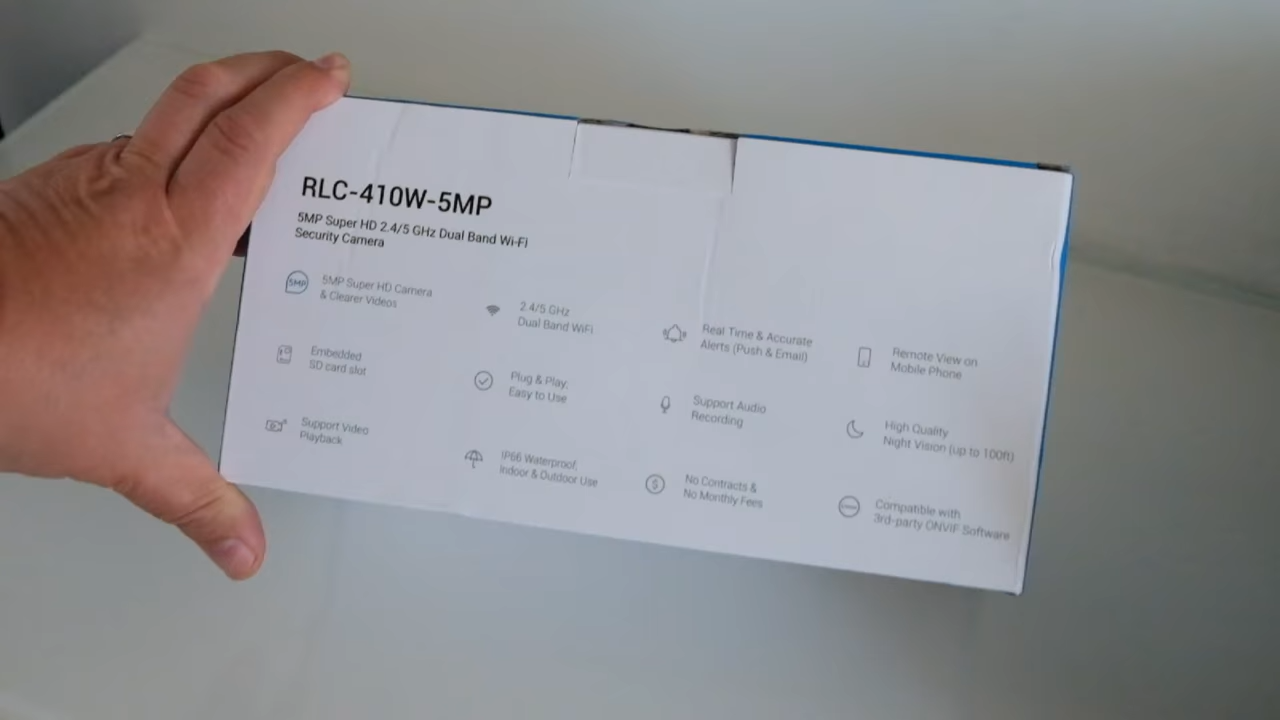 RLC-410W-5MP
5MP Super HD 2.4/5 GHz Dual Band Wi-Fi
Security Camera
5MP
5MP Super HD Camera
& Clearer Videos
2.4/5 GHz
Dual Band WiFi
Real Time & Accurate
Alerts (Push & Email)
Remote View on
Mobile Phone
Embedded
SD card slot
Plug & Play;
Easy to Use
Support Audio
Recording
High Quality
Night Vision (up to 100ft)
Support Video
Playback
IP66 Waterproof;
Indoor & Outdoor Use
$
No Contracts &
No Monthly Fees
Compatible with
3rd-party ONVIF Software